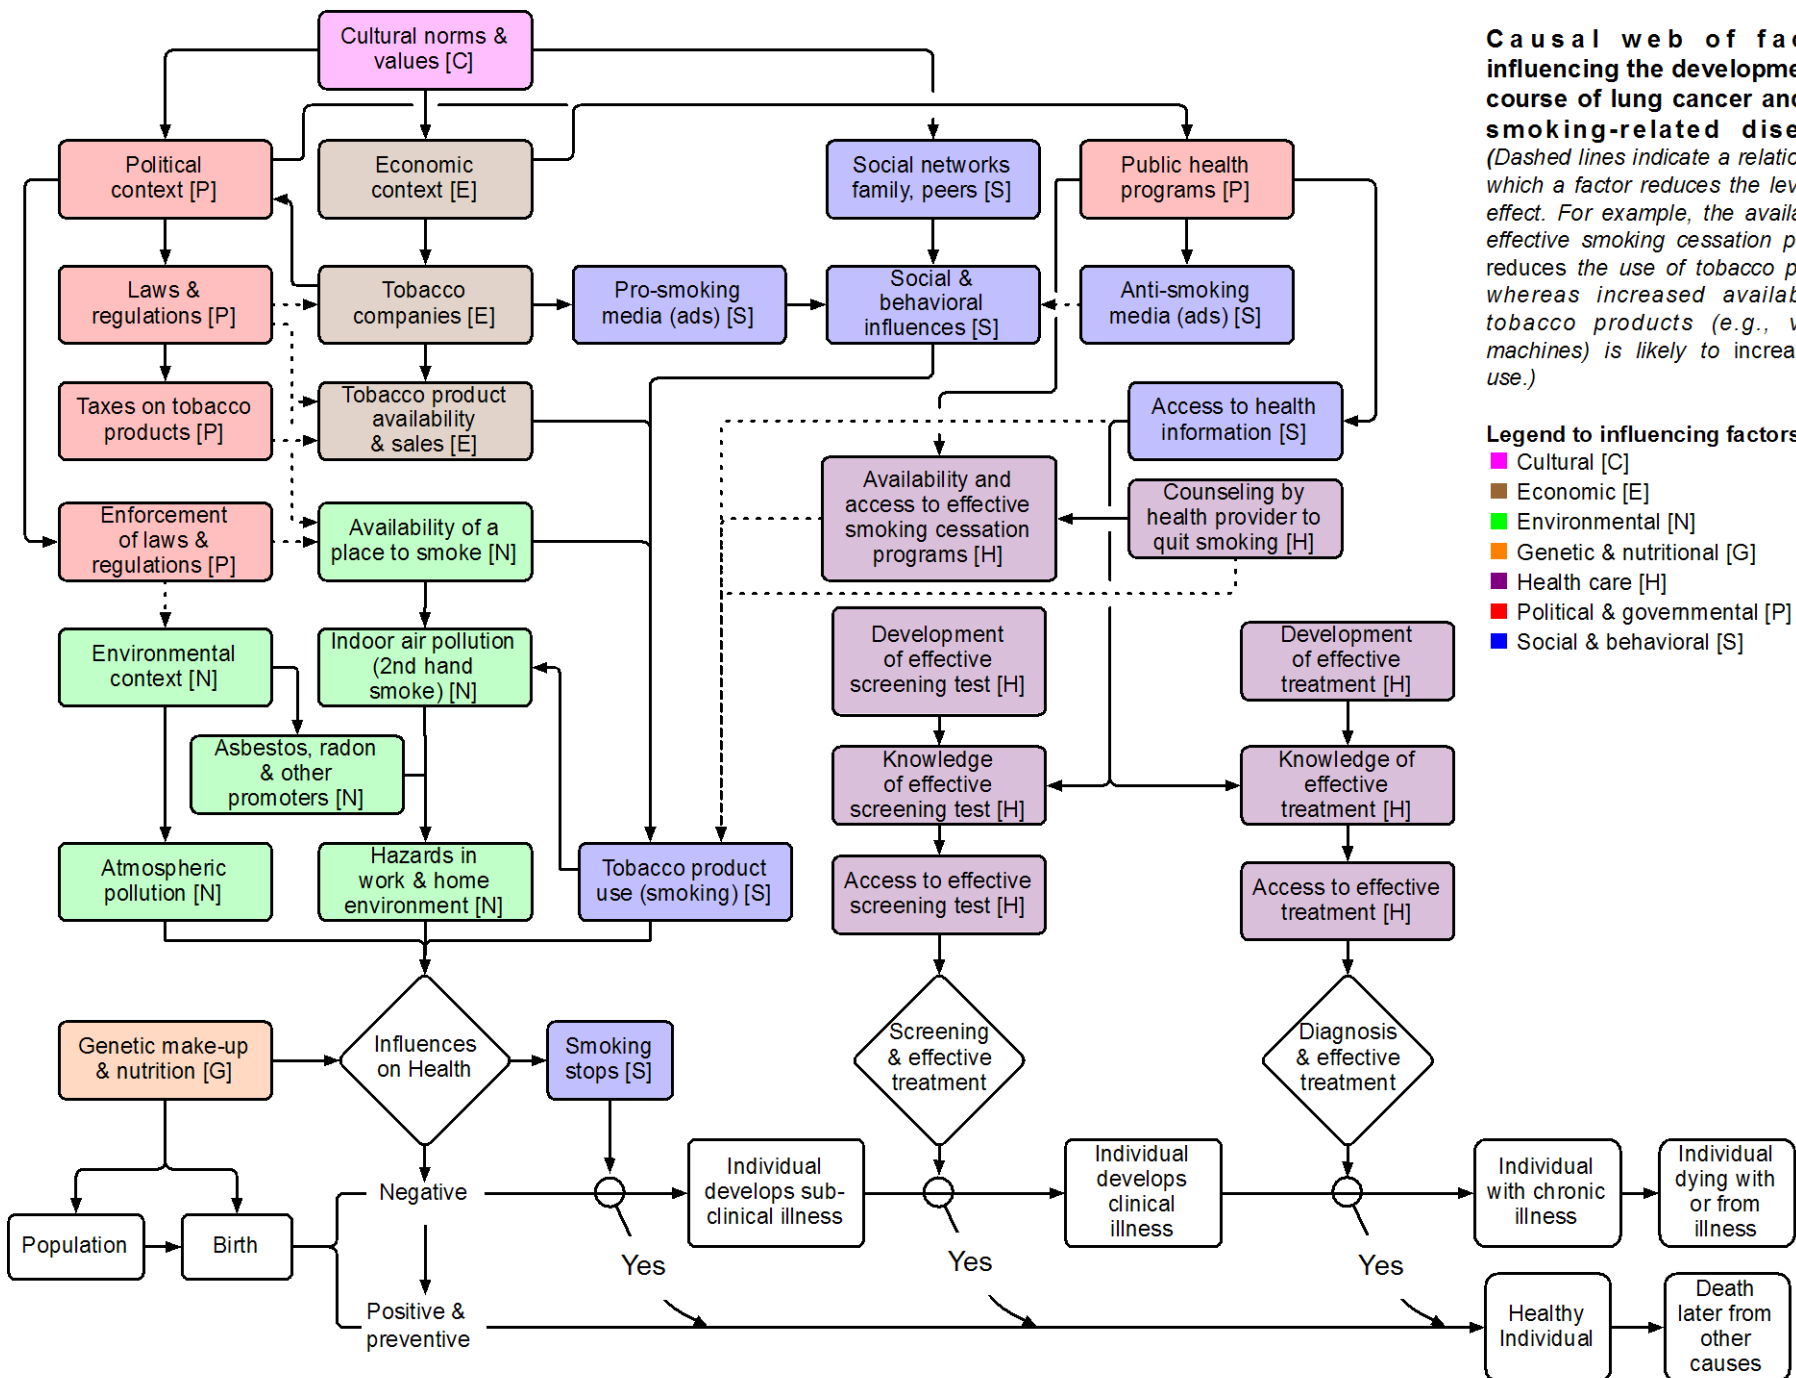 Cultural norms &
values [C]
Political
context [P]
Economic
context [E]
Social networks
family, peers [S]
Public health
programs [P]
Laws &
regulations [P]
Tobacco
companies [E]
Pro-smoking
media (ads) [S]
Social &
behavioral
influences [S]
Anti-smoking
media (ads) [S]
Taxes on tobacco
products [P]
Tobacco product
availability
& sales [E]
Access to health
information [S]
Enforcement
of laws &
regulations [P]
Availability of a
place to smoke [N]
Availability and
access to effective
smoking cessation
programs [H]
Counseling by
health provider to
quit smoking [H]
Environmental
context [N]
Indoor air pollution
(2nd hand
smoke) [N]
Development
of effective
screening test [H]
Development
of effective
treatment [H]
Asbestos, radon
& other
promoters [N]
Knowledge
of effective
screening test [H]
Knowledge of
effective
treatment [H]
Atmospheric
pollution [N]
Hazards in
work & home
environment [N]
Tobacco product
use (smoking) [S]
Access to effective
screening test [H]
Access to effective
treatment [H]
Genetic make-up
& nutrition [G]
Influences
on Health
Smoking
stops [S]
Screening
& effective
treatment
Diagnosis
& effective
treatment
Population
Birth
Negative
Positive &
preventive
Individual
develops sub-
clinical illness
Individual
develops
clinical
illness
Individual
with chronic
illness
Individual
dying with
or from
illness
Yes
Yes
Yes
Healthy
Individual
Death
later from
other
causes
Causal web of
influencing the
course of lung cancer
smoking-related
(Dashed lines indicate a
which a factor reduces the
effect. For example, the
effective smoking cessation
reduces the use of tobacco
whereas increased
tobacco products (e.g.,
machines) is likely to
use.)
Legend to influencing factors
Cultural [C]
Economic [E]
Environmental [N]
Genetic & nutritional [G]
Health care [H]
Political & governmental [P]
Social & behavioral [S]